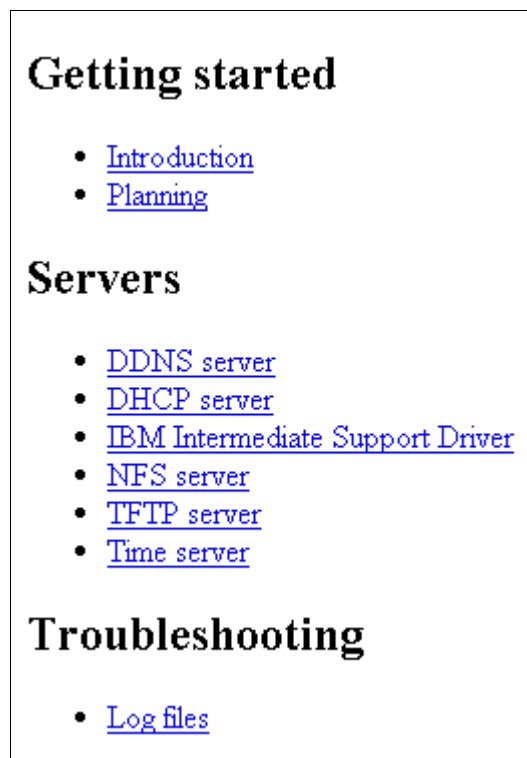 Getting started
Introduction
Planning
Servers
DDNS server
DHCP server
IBM Intermediate Support Driver
NFS server
TFTP server
Time server
Troubleshooting
Log files